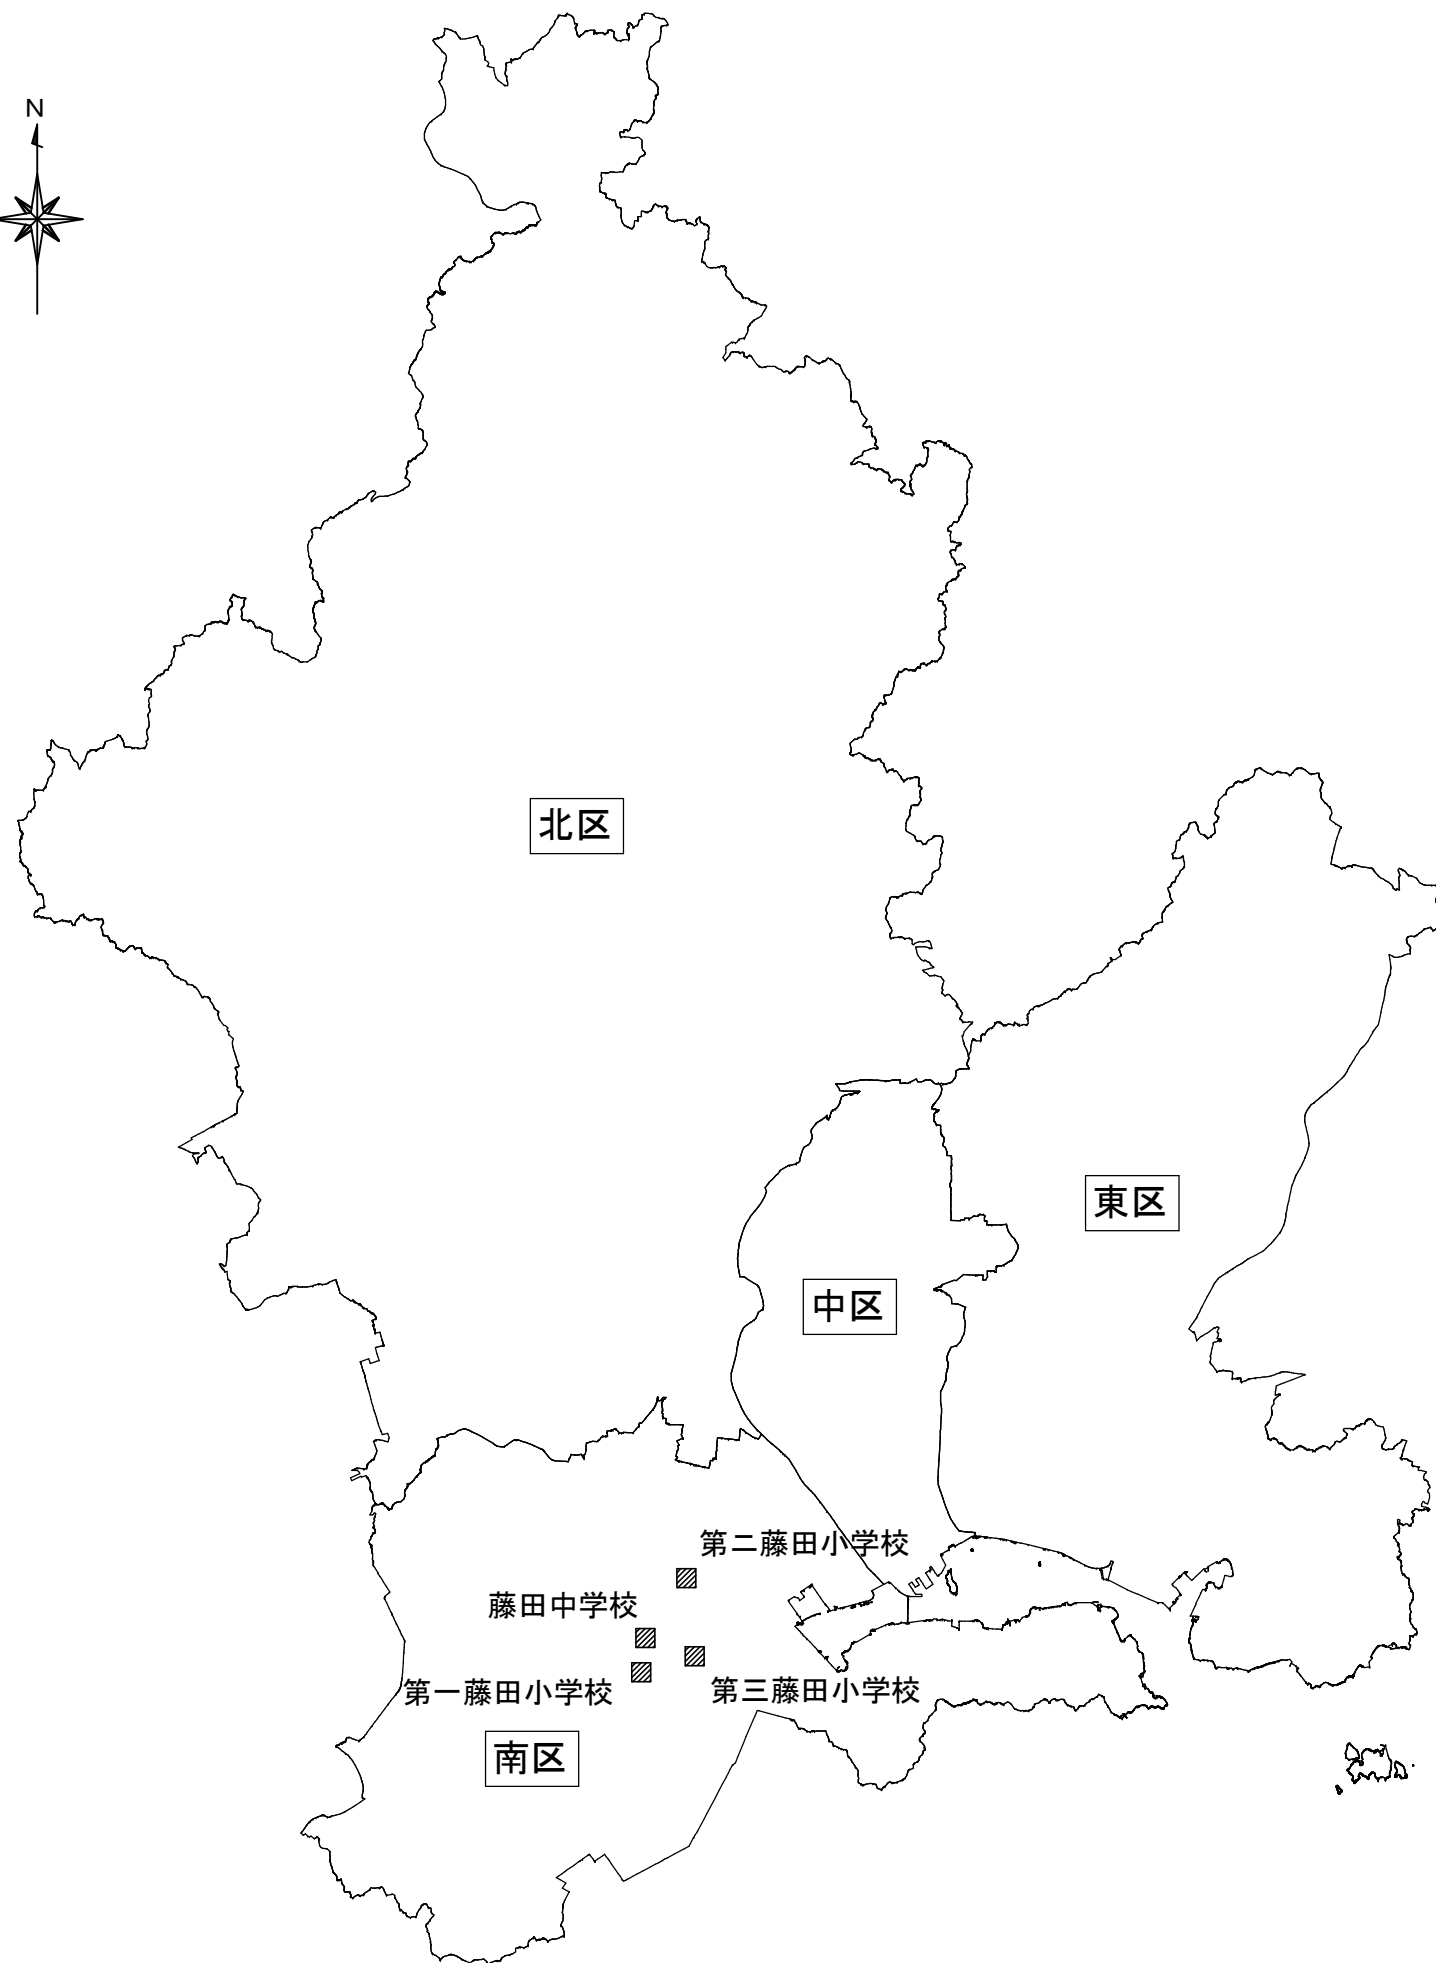 N
北区
東区
中区
第二藤田小学校
藤田中学校
第一藤田小学校
第三藤田小学校
南区